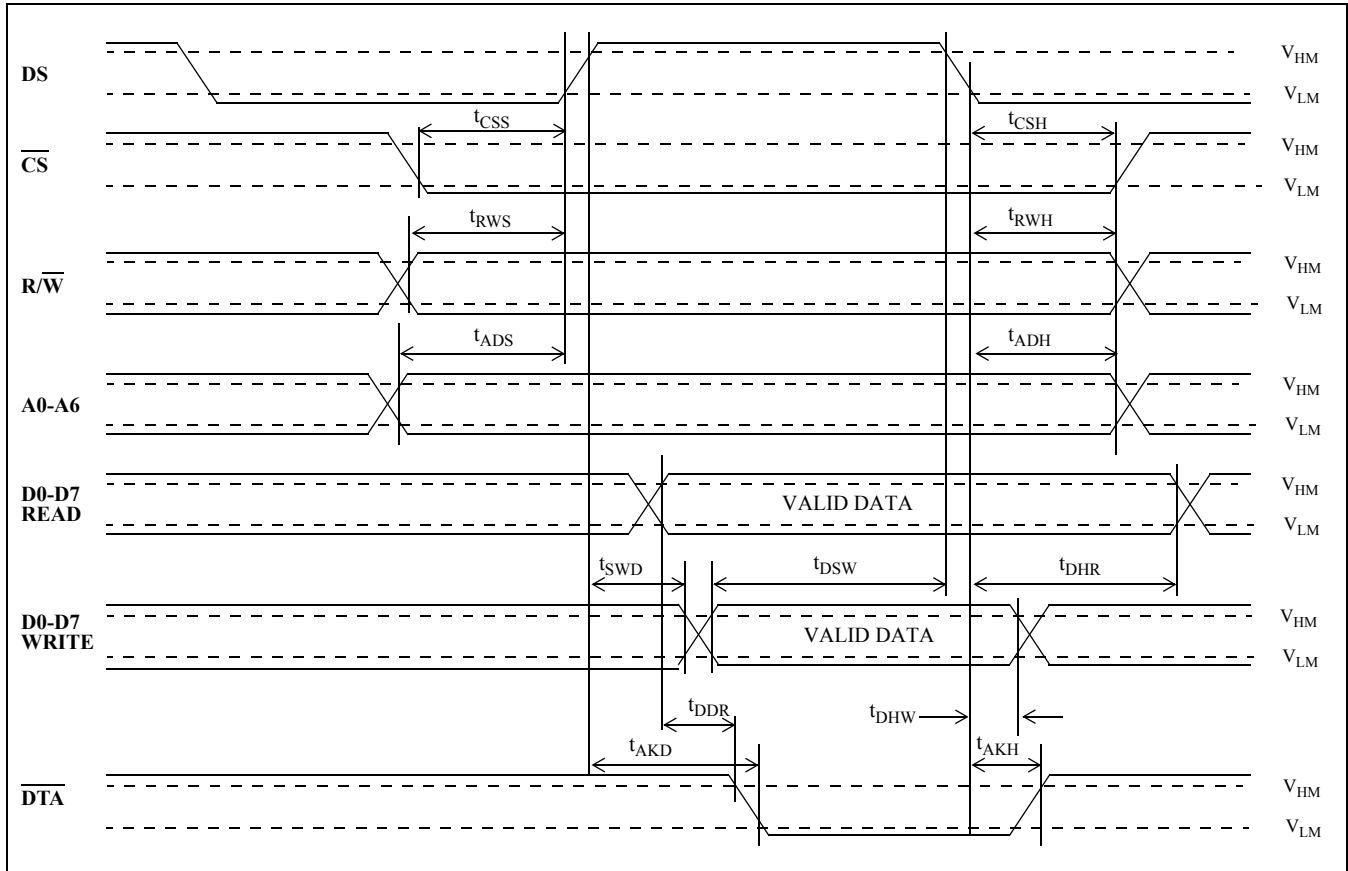 DS
V_HM
V_LM
t_CSS
t_CSH
C̅S̅
V_HM
V_LM
t_RWS
t_RWH
R/W̅
V_HM
V_LM
t_ADS
t_ADH
A0-A6
V_HM
V_LM
D0-D7
READ
VALID DATA
V_HM
V_LM
t_SWD
t_DSW
t_DHR
D0-D7
WRITE
VALID DATA
V_HM
V_LM
t_DDR
t_DHW
t_AKD
t_AKH
D̅T̅A̅
V_HM
V_LM